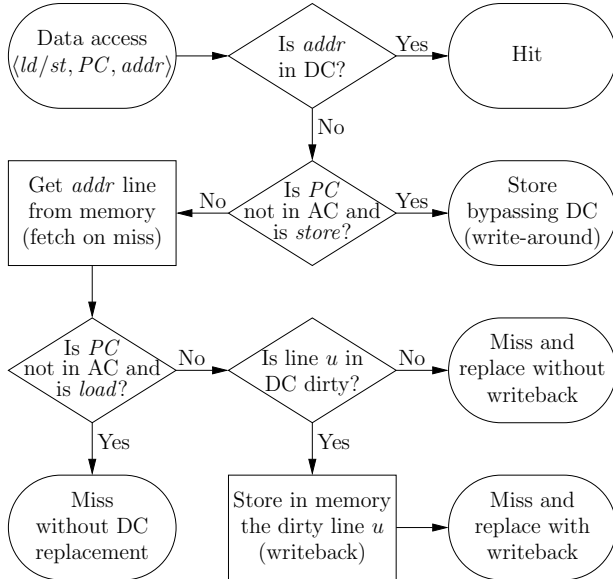 Data access
⟨ld/st, PC, addr⟩
Is addr
in DC?
Yes
Hit
No
Get addr line
from memory
(fetch on miss)
No
Is PC
not in AC and
is store?
Yes
Store
bypassing DC
(write-around)
Is PC
not in AC and
is load?
No
Is line u in
DC dirty?
No
Miss and
replace without
writeback
Yes
Yes
Miss
without DC
replacement
Store in memory
the dirty line u
(writeback)
Miss and
replace with
writeback